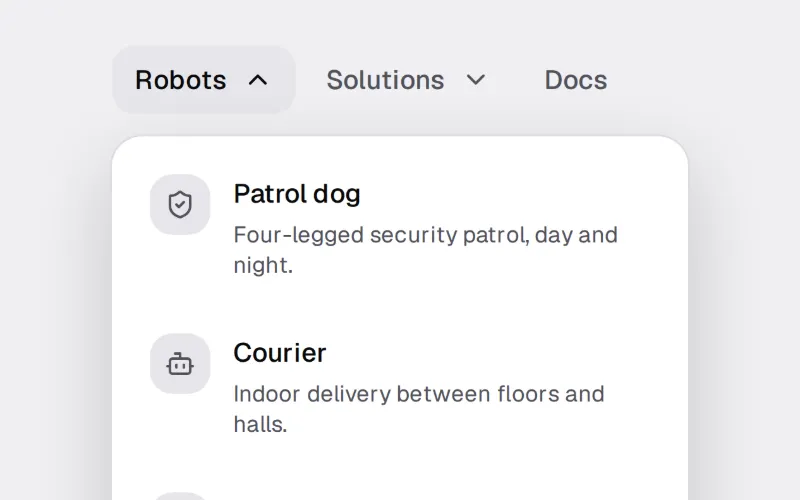 Robots
Solutions
Docs
Patrol dog
Four-legged security patrol, day and
night.
Courier
Indoor delivery between floors and
halls.